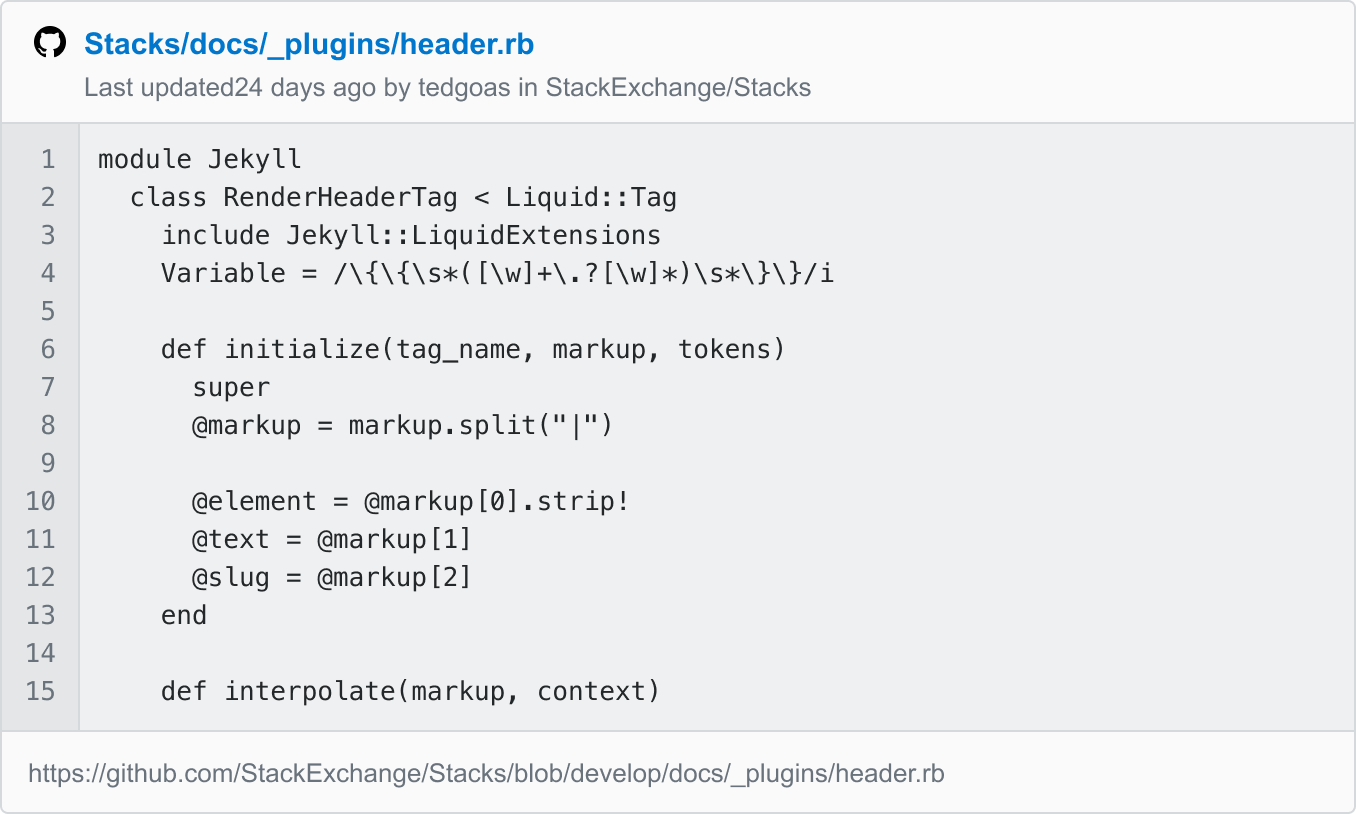 Stacks/docs/_plugins/header.rb
Last updated24 days ago by tedgoas in StackExchange/Stacks
1 module Jekyll
2   class RenderHeaderTag < Liquid::Tag
3     include Jekyll::LiquidExtensions
4     Variable = /\{\{\s*([\w]+\.?[\w]*)\s*\}\}/i
5
6     def initialize(tag_name, markup, tokens)
7       super
8       @markup = markup.split("|")
9
10       @element = @markup[0].strip!
11       @text = @markup[1]
12       @slug = @markup[2]
13     end
14
15     def interpolate(markup, context)
https://github.com/StackExchange/Stacks/blob/develop/docs/_plugins/header.rb